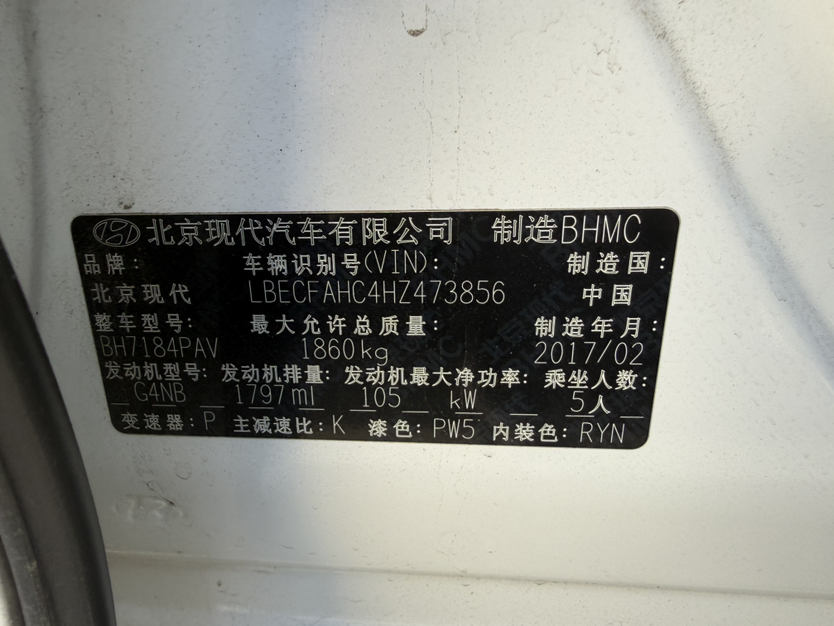 北京现代汽车有限公司 制造BHMC
品牌: 车辆识别号(VIN): 制造国:
北京现代 LBECFAHC4HZ473856 中国
整车型号: 最大允许总质量: 制造年月:
BH7184PAV 1860kg 2017/02
发动机型号: 发动机排量: 发动机最大净功率: 乘坐人数:
G4NB 1797ml 105 kW 5人
变速器: P 主减速比: K 漆色: PW5 内装色: RYN